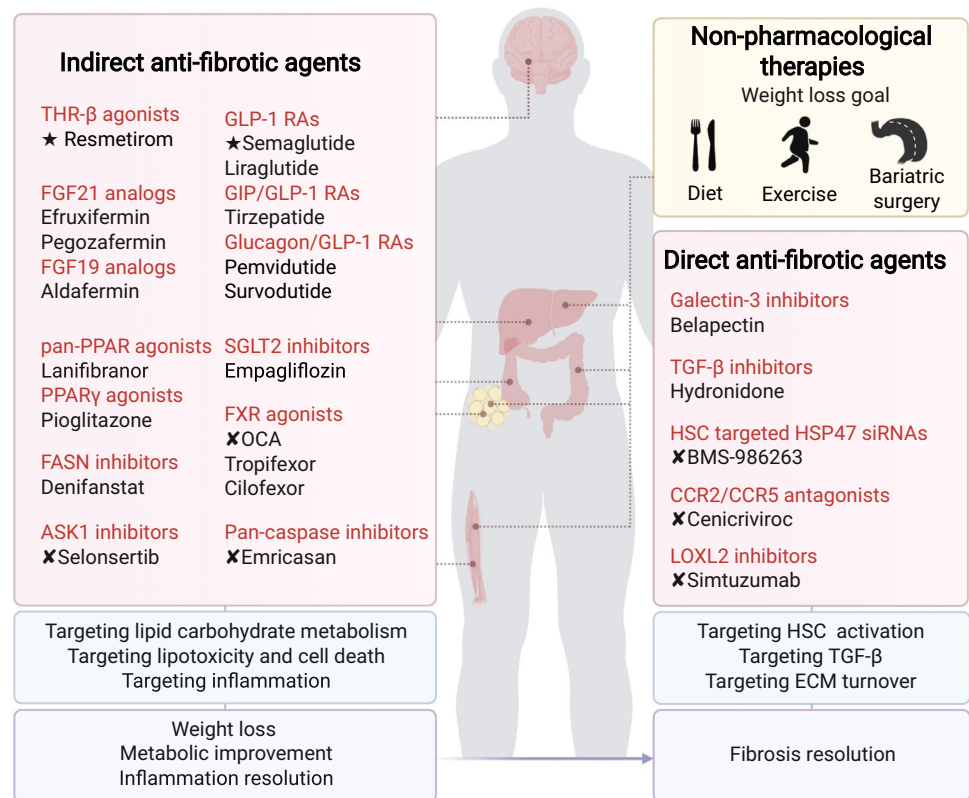 Indirect anti-fibrotic agents
THR-β agonists
★ Resmetirom
FGF21 analogs
Efruxifermin
Pegozafermin
FGF19 analogs
Aldafermin
pan-PPAR agonists
Lanifibranor
PPARγ agonists
Pioglitazone
FASN inhibitors
Denifanstat
ASK1 inhibitors
✘Selonsertib
GLP-1 RAs
★Semaglutide
Liraglutide
GIP/GLP-1 RAs
Tirzepatide
Glucagon/GLP-1 RAs
Pemvidutide
Survodutide
SGLT2 inhibitors
Empagliflozin
FXR agonists
✘OCA
Tropifexor
Cilofexor
Pan-caspase inhibitors
✘Emricasan
Targeting lipid carbohydrate metabolism
Targeting lipotoxicity and cell death
Targeting inflammation
Weight loss
Metabolic improvement
Inflammation resolution
Non-pharmacological
therapies
Weight loss goal
Diet
Exercise
Bariatric
surgery
Direct anti-fibrotic agents
Galectin-3 inhibitors
Belapectin
TGF-β inhibitors
Hydronidone
HSC targeted HSP47 siRNAs
✘BMS-986263
CCR2/CCR5 antagonists
✘Cenicriviroc
LOXL2 inhibitors
✘Simtuzumab
Targeting HSC activation
Targeting TGF-β
Targeting ECM turnover
Fibrosis resolution